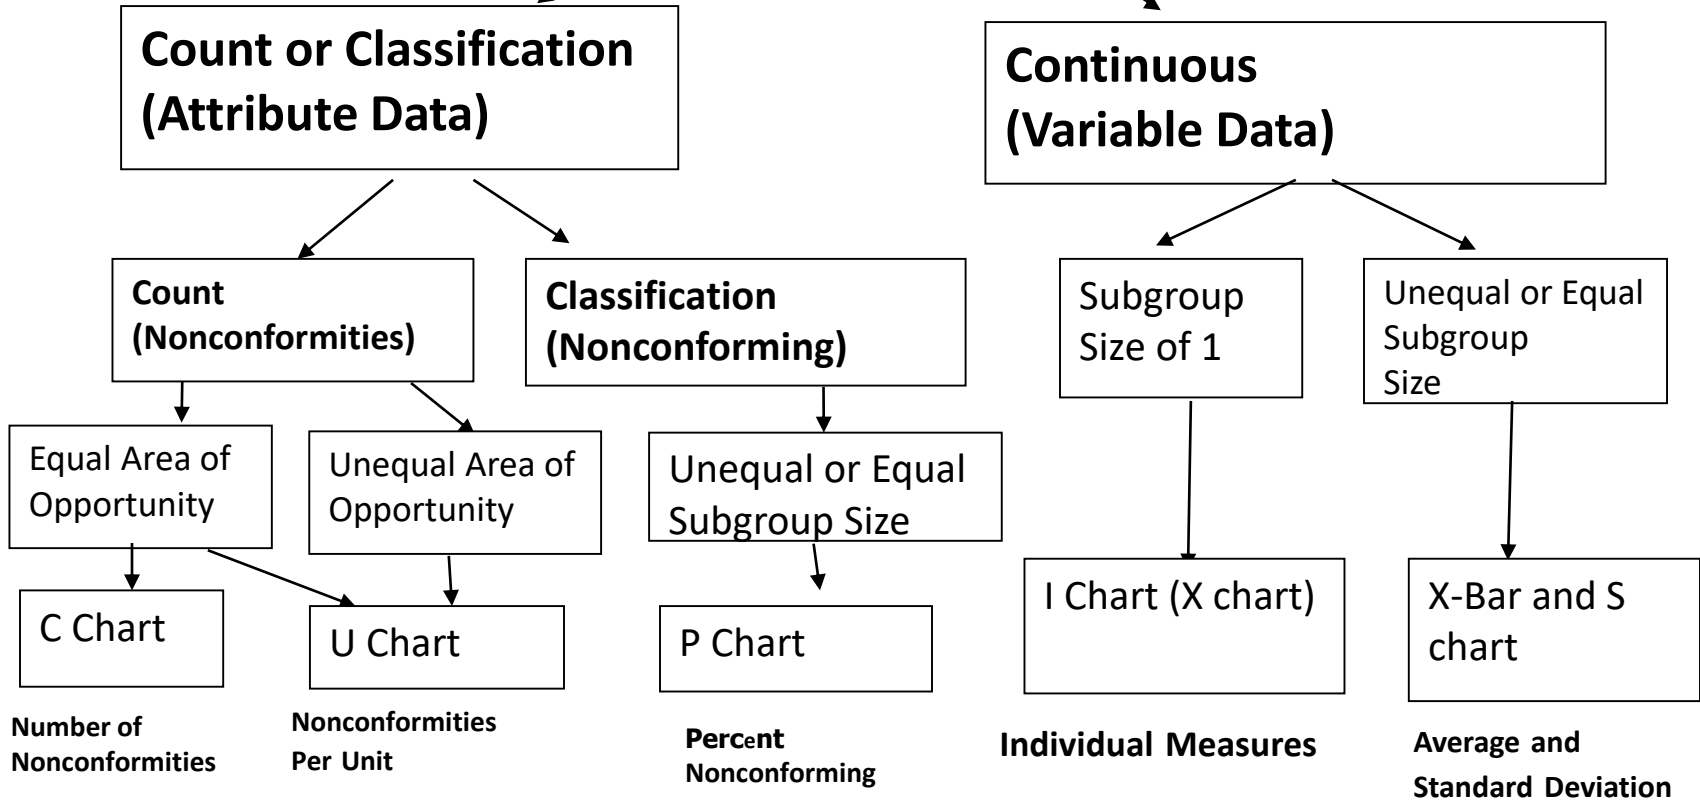 Count or Classification
(Attribute Data)
Continuous
(Variable Data)
Count
(Nonconformities)
Classification
(Nonconforming)
Subgroup
Size of 1
Unequal or Equal
Subgroup
Size
Equal Area of
Opportunity
Unequal Area of
Opportunity
Unequal or Equal
Subgroup Size
C Chart
U Chart
P Chart
I Chart (X chart)
X-Bar and S
chart
Number of
Nonconformities
Nonconformities
Per Unit
Percent
Nonconforming
Individual Measures
Average and
Standard Deviation